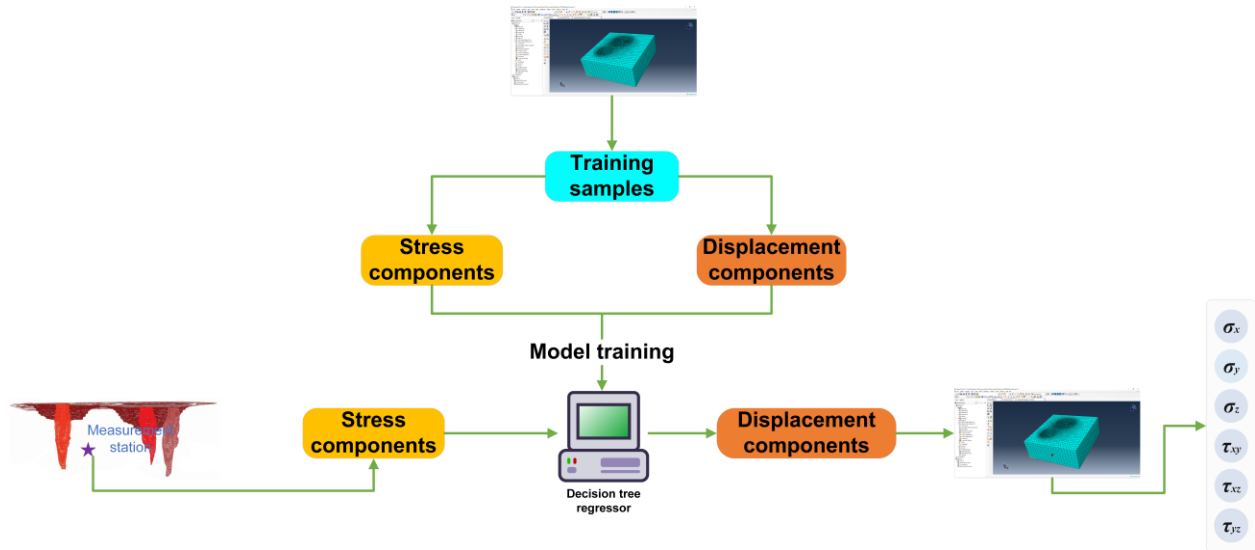 Training
samples
Stress
components
Displacement
components
Model training
Measurement
station
Stress
components
Decision tree
regressor
Displacement
components
σx
σy
σz
τxy
τxz
τyz